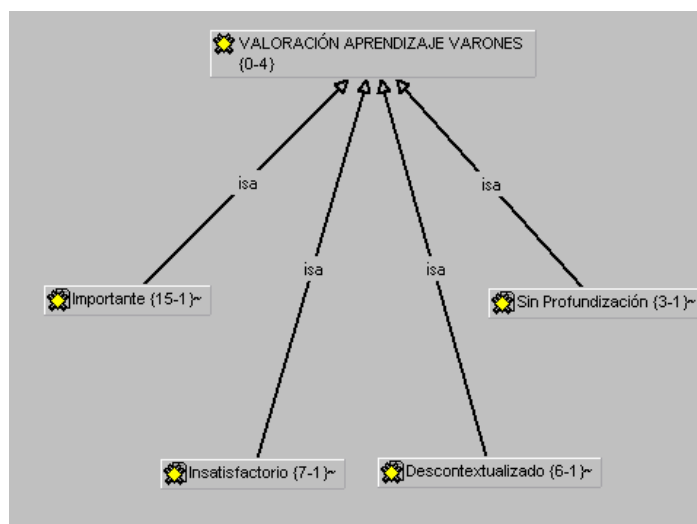 VALORACIÓN APRENDIZAJE VARONES
{0-4}
isa
isa
isa
isa
Importante {15-1}~
Sin Profundización {3-1}~
Insatisfactorio {7-1}~
Descontextualizado {6-1}~